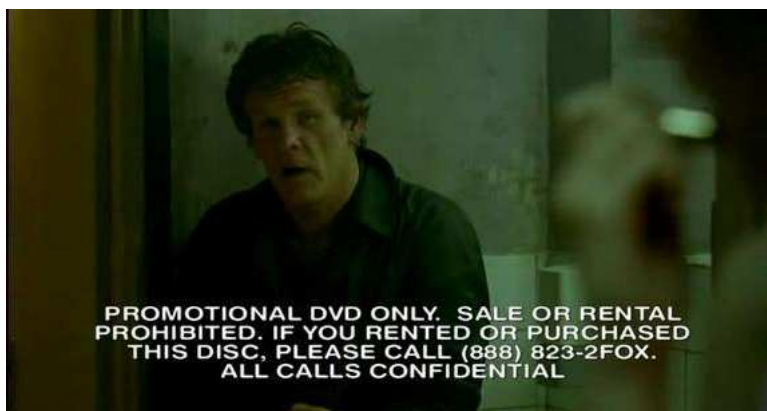 PROMOTIONAL DVD ONLY. SALE OR RENTAL
PROHIBITED. IF YOU RENTED OR PURCHASED
THIS DISC, PLEASE CALL (888) 823-2FOX.
ALL CALLS CONFIDENTIAL